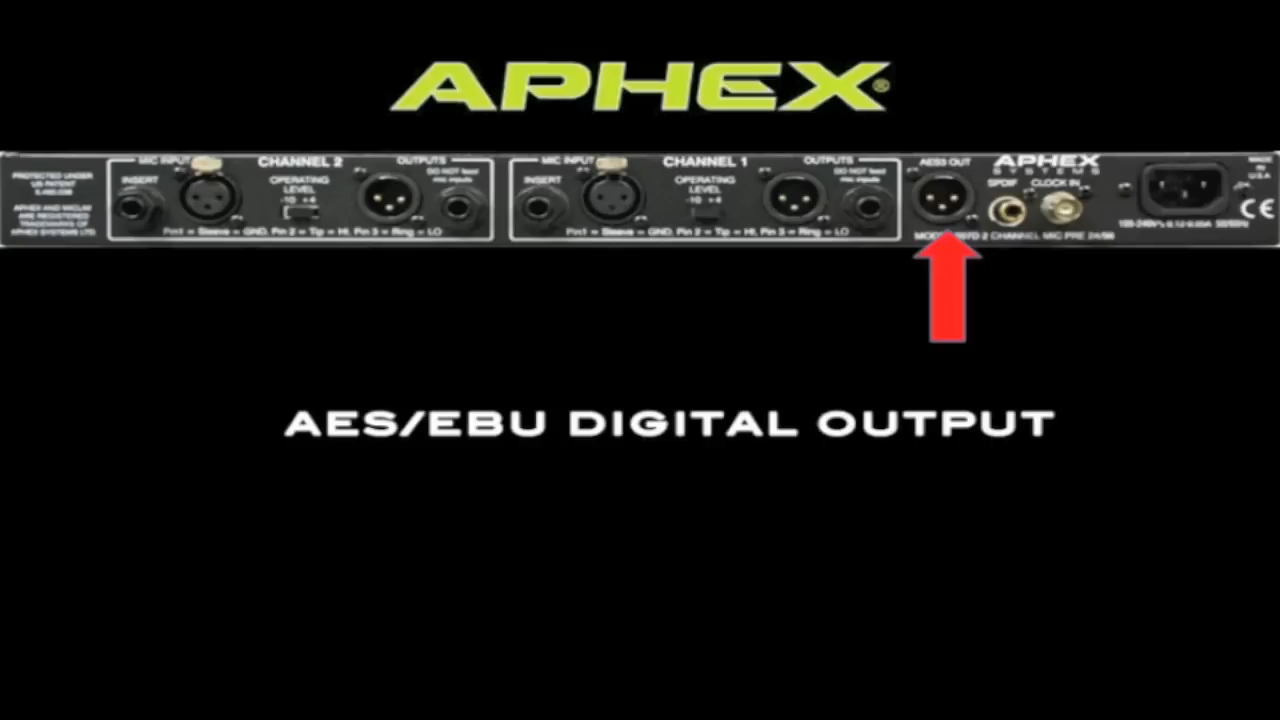 APHEX®
PROTECTED UNDER
US PATENT
APHEX AND MICLIM
ARE REGISTERED
TRADEMARKS OF
APHEX SYSTEMS LTD
MIC INPUT CHANNEL 2 OUTPUTS
INSERT OPERATING LEVEL DO NOT feed mic inputs
-10 +4
Pin1 = Sleeve = GND, Pin 2 = Tip = HI, Pin 3 = Ring = LO
MIC INPUT CHANNEL 1 OUTPUTS
INSERT OPERATING LEVEL DO NOT feed mic inputs
-10 +4
Pin1 = Sleeve = GND, Pin 2 = Tip = HI, Pin 3 = Ring = LO
AES3 OUT
APHEX
SYSTEMS
SPDIF CLOCK IN
2 CHANNEL MIC PRE 24/96
MADE
IN
U.S.A
CE
AES/EBU DIGITAL OUTPUT